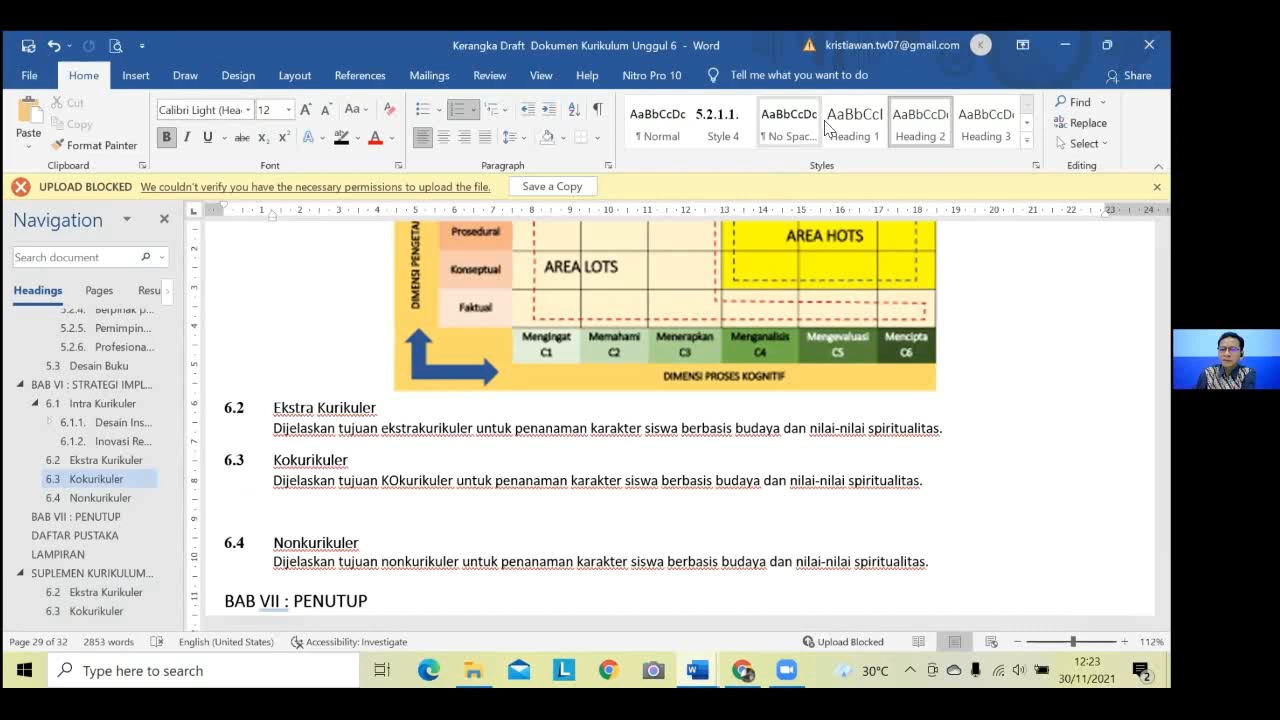 Kerangka Draft Dokumen Kurikulum Unggul 6 - Word
kristiawan.tw07@gmail.com
K
File Home Insert Draw Design Layout References Mailings Review View Help Nitro Pro 10 Tell me what you want to do Share
Paste
Cut
Copy
Format Painter
Clipboard
Calibri Light (Hea 12
Font
Paragraph
AaBbCcDc 5.2.1.1. AaBbCcDc AaBbCcI AaBbCcD AaBbCcDc
¶ Normal Style 4 ¶ No Spac... Heading 1 Heading 2 Heading 3
Styles
Find
Replace
Select
Editing
UPLOAD BLOCKED We couldn't verify you have the necessary permissions to upload the file. Save a Copy
Navigation
Search document
Headings Pages Resu
5.2.4. Berpihak p...
5.2.5. Pemimpin...
5.2.6. Profesiona...
5.3 Desain Buku
BAB VI : STRATEGI IMPL...
6.1 Intra Kurikuler
6.1.1. Desain Ins...
6.1.2. Inovasi Re...
6.2 Ekstra Kurikuler
6.3 Kokurikuler
6.4 Nonkurikuler
BAB VII : PENUTUP
DAFTAR PUSTAKA
LAMPIRAN
SUPLEMEN KURIKULUM...
6.2 Ekstra Kurikuler
6.3 Kokurikuler
DIMENSI PENGETA
Prosedural
Konseptual
Faktual
AREA LOTS
AREA HOTS
Mengingat C1
Memahami C2
Menerapkan C3
Menganalisis C4
Mengevaluasi C5
Mencipta C6
DIMENSI PROSES KOGNITIF
6.2 Ekstra Kurikuler
Dijelaskan tujuan ekstrakurikuler untuk penanaman karakter siswa berbasis budaya dan nilai-nilai spiritualitas.
6.3 Kokurikuler
Dijelaskan tujuan KOkurikuler untuk penanaman karakter siswa berbasis budaya dan nilai-nilai spiritualitas.
6.4 Nonkurikuler
Dijelaskan tujuan nonkurikuler untuk penanaman karakter siswa berbasis budaya dan nilai-nilai spiritualitas.
BAB VII : PENUTUP
Page 29 of 32 2853 words English (United States) Accessibility: Investigate Upload Blocked 112%
Type here to search
30°C
12:23
30/11/2021
2